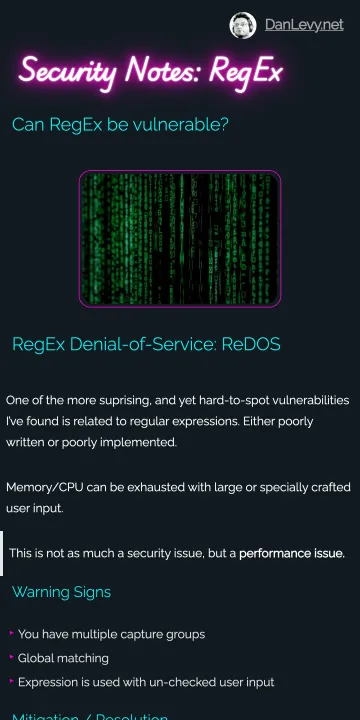 DanLevy.net
Security Notes: RegEx
Can RegEx be vulnerable?
RegEx Denial-of-Service: ReDOS
One of the more suprising, and yet hard-to-spot vulnerabilities
I've found is related to regular expressions. Either poorly
written or poorly implemented.
Memory/CPU can be exhausted with large or specially crafted
user input.
This is not as much a security issue, but a performance issue.
Warning Signs
‣ You have multiple capture groups
‣ Global matching
‣ Expression is used with un-checked user input
Mitigation / Resolution